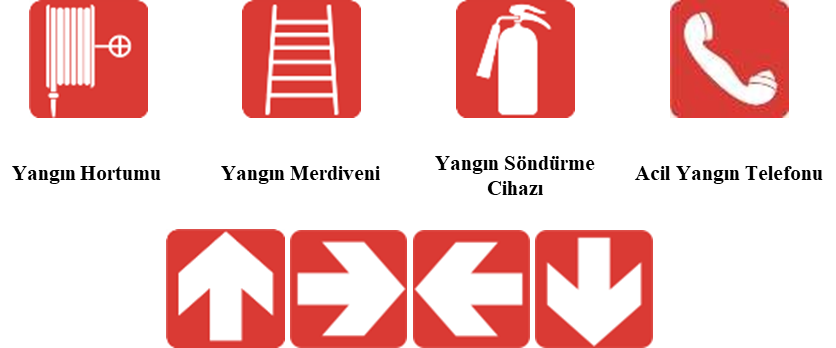 Yangın Hortumu
Yangın Merdiveni
Yangın Söndürme
Cihazı
Acil Yangın Telefonu